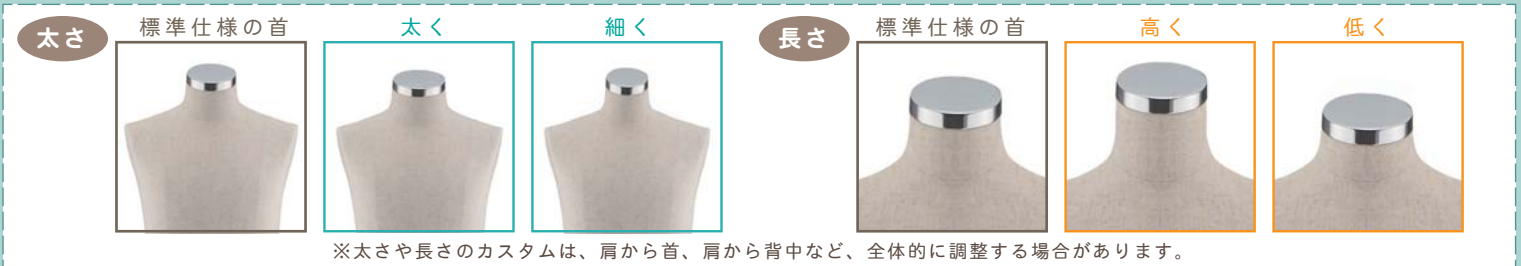 太さ
標準仕様の首
太く
細く
長さ
標準仕様の首
高く
低く
※太さや長さのカスタムは、肩から首、肩から背中など、全体的に調整する場合があります。